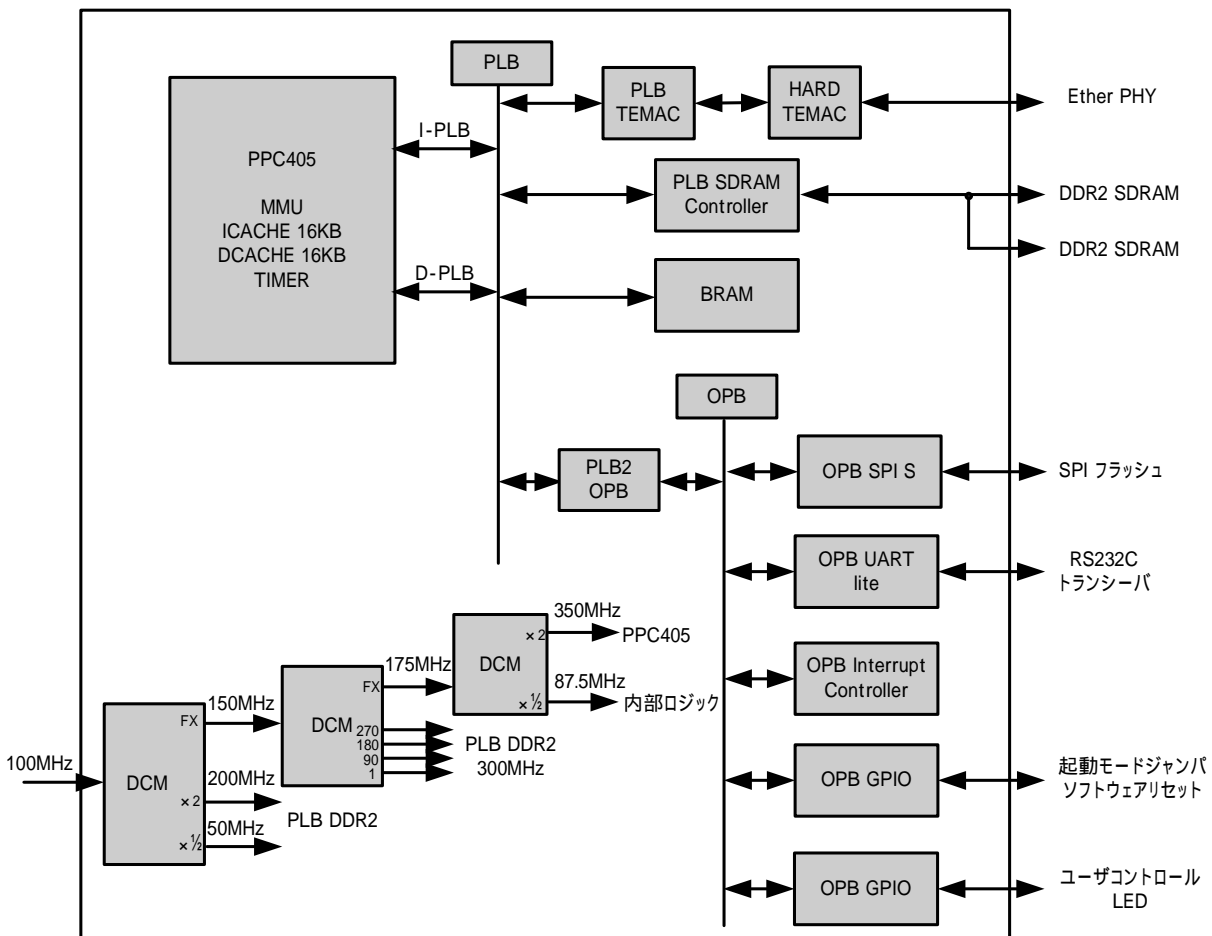 PLB
PLB
TEMAC
HARD
TEMAC
Ether PHY
I-PLB
PPC405
MMU
ICACHE 16KB
DCACHE 16KB
TIMER
PLB SDRAM
Controller
DDR2 SDRAM
DDR2 SDRAM
D-PLB
BRAM
OPB
PLB2
OPB
OPB SPI S
SPI フラッシュ
OPB UART
lite
RS232C
トランシーバ
OPB Interrupt
Controller
OPB GPIO
起動モードジャンパ
ソフトウェアリセット
OPB GPIO
ユーザコントロール
LED
100MHz
DCM
FX
×2
×½
150MHz
200MHz
50MHz
PLB DDR2
DCM
FX
270
180
90
1
175MHz
PLB DDR2
300MHz
DCM
×2
×½
350MHz
PPC405
87.5MHz
内部ロジック